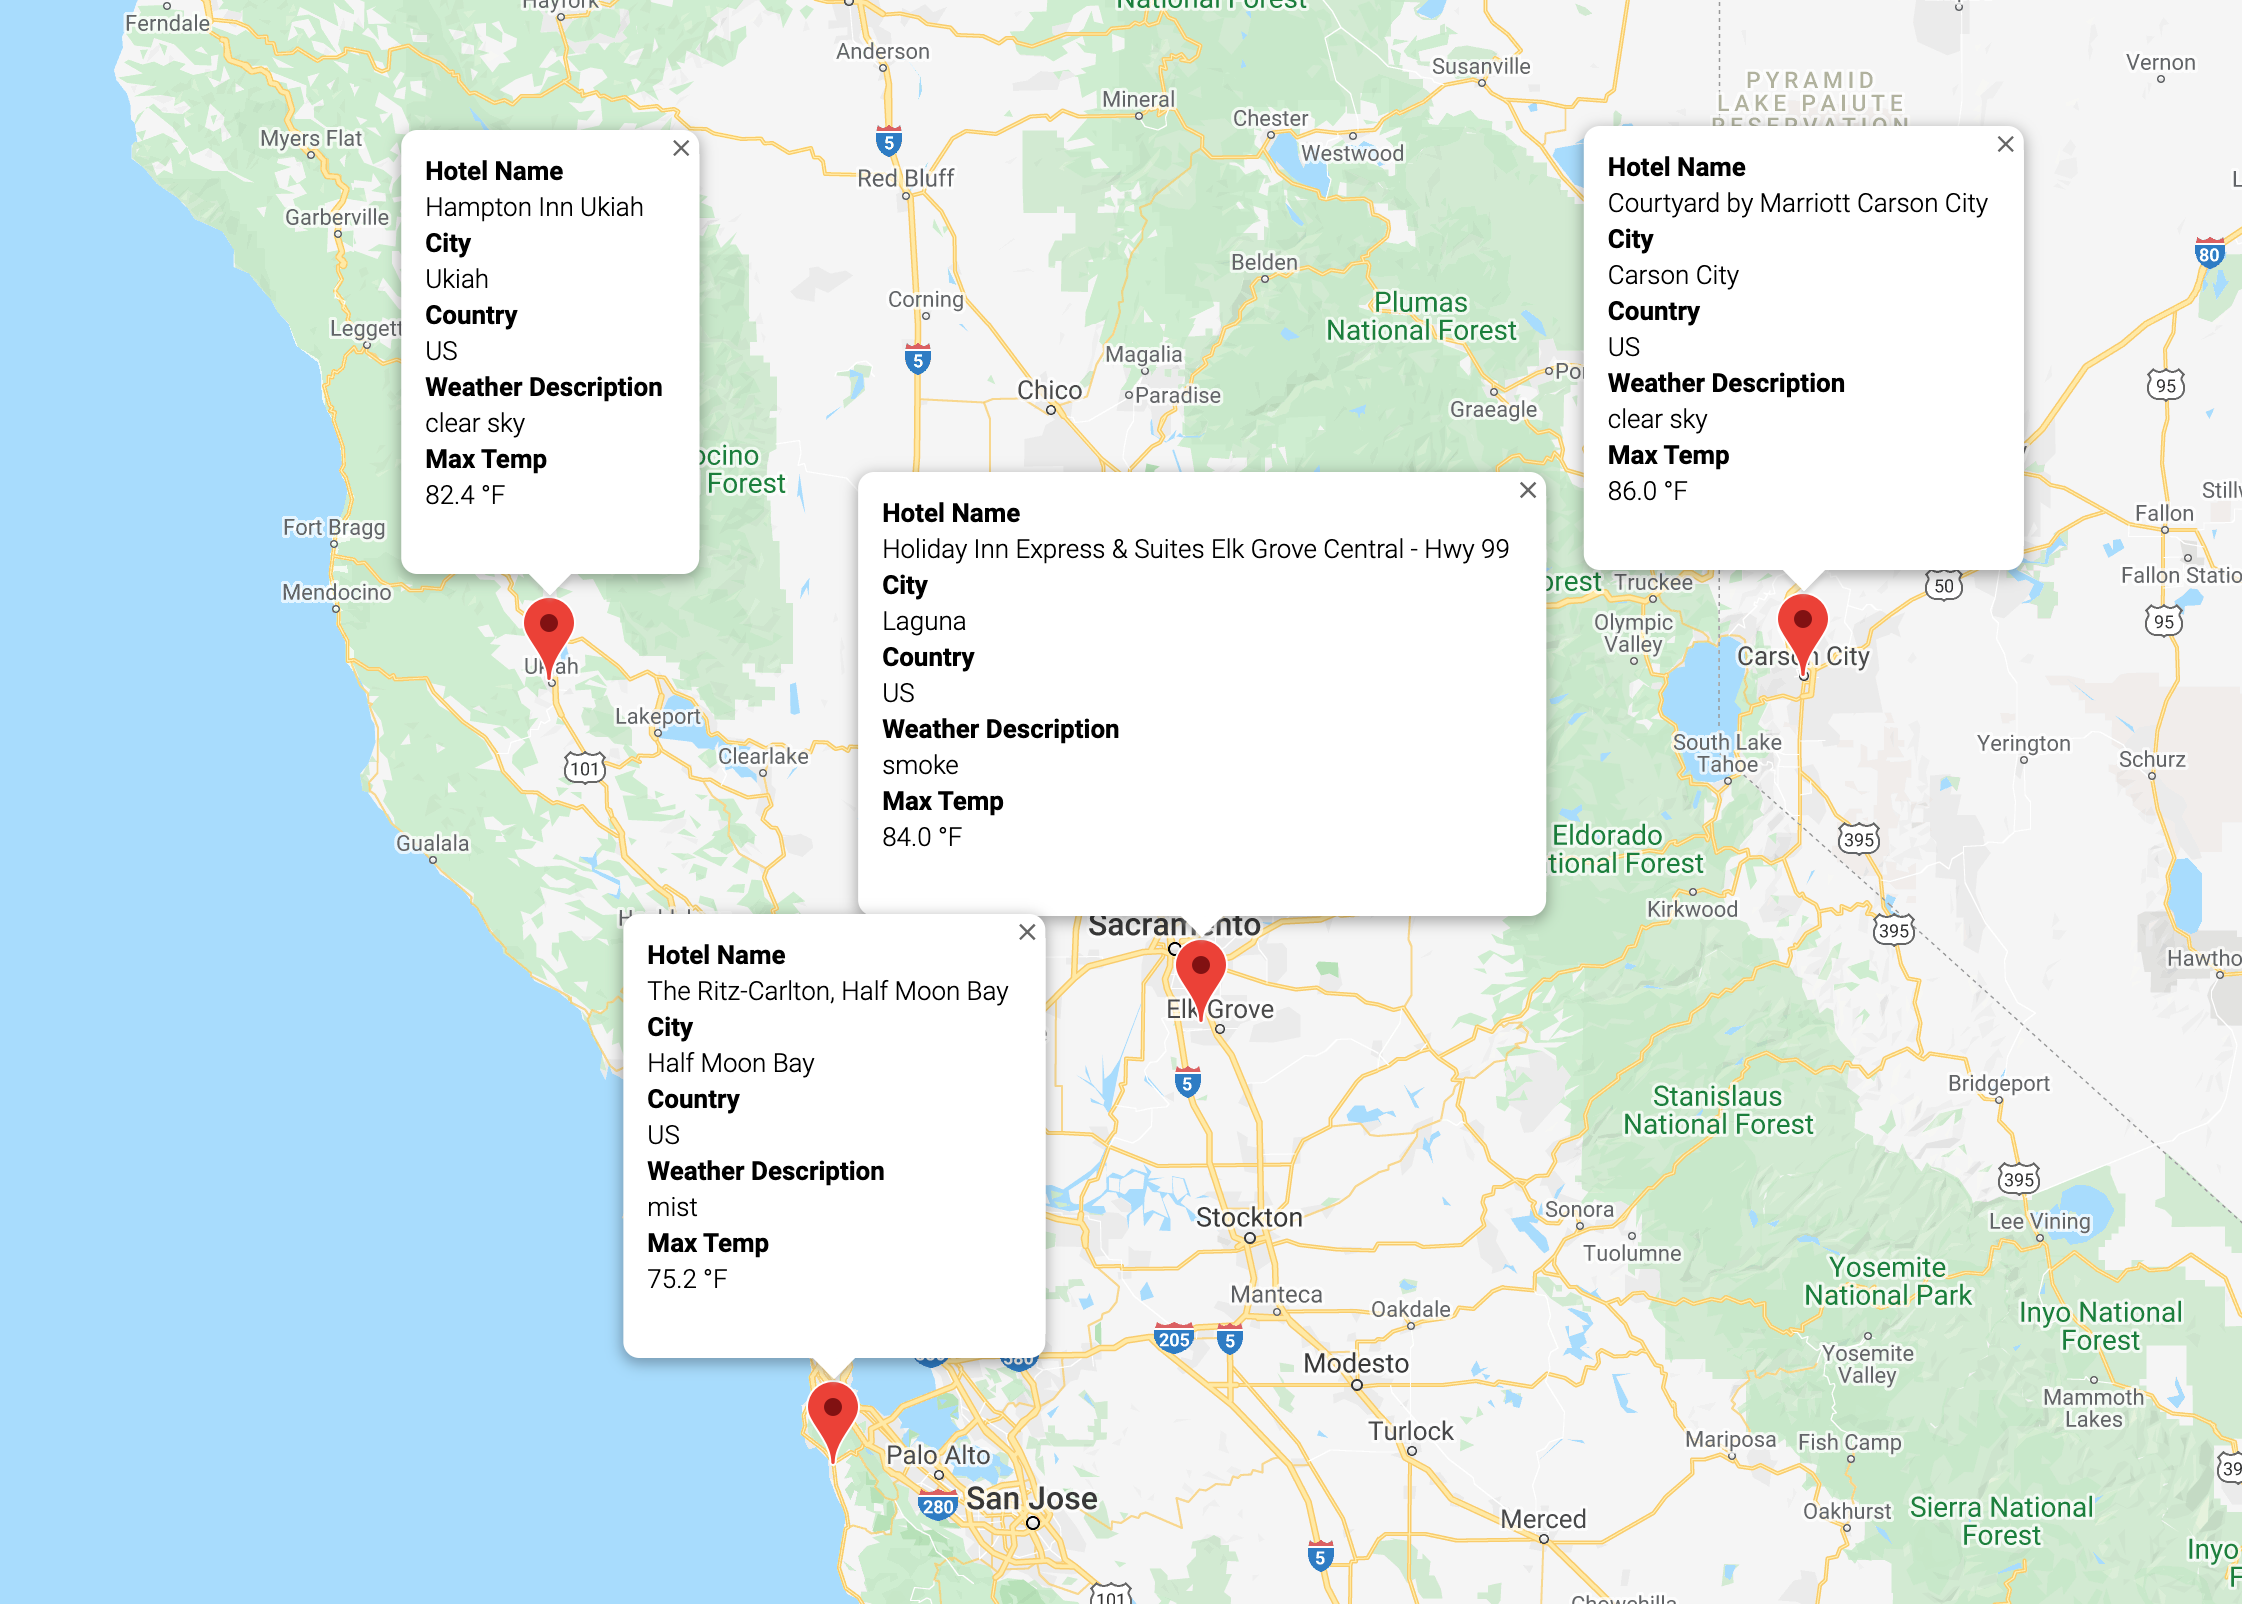 Hayfork
National Forest
Ferndale
Anderson
Susanville
Vernon
PYRAMID
LAKE PAIUTE
RESERVATION
Mineral
Chester
Westwood
Myers Flat
5
Red Bluff
Garberville
Leggett
Hotel Name
Hampton Inn Ukiah
City
Ukiah
Country
US
Weather Description
clear sky
Max Temp
82.4 °F
Hotel Name
Courtyard by Marriott Carson City
City
Carson City
Country
US
Weather Description
clear sky
Max Temp
86.0 °F
80
Belden
Corning
Plumas
National Forest
5
Magalia
Chico
Paradise
Graeagle
95
Forest
Fort Bragg
Mendocino
Hotel Name
Holiday Inn Express & Suites Elk Grove Central - Hwy 99
City
Laguna
Country
US
Weather Description
smoke
Max Temp
84.0 °F
Fallon
Truckee
50
Olympic
Valley
95
Ukiah
Carson City
Lakeport
Clearlake
101
South Lake
Tahoe
Yerington
Schurz
Gualala
Eldorado
395
Kirkwood
395
Sacramento
Elk Grove
Hotel Name
The Ritz-Carlton, Half Moon Bay
City
Half Moon Bay
Country
US
Weather Description
mist
Max Temp
75.2 °F
5
Bridgeport
Stanislaus
National Forest
395
Stockton
Sonora
Lee Vining
Tuolumne
Yosemite
National Park
Manteca
Oakdale
Inyo National
Forest
205
5
Modesto
Yosemite
Valley
Mammoth
Lakes
Turlock
Mariposa
Fish Camp
Palo Alto
280
San Jose
Merced
Oakhurst
Sierra National
Forest
5
Inyo
101
Chowchilla